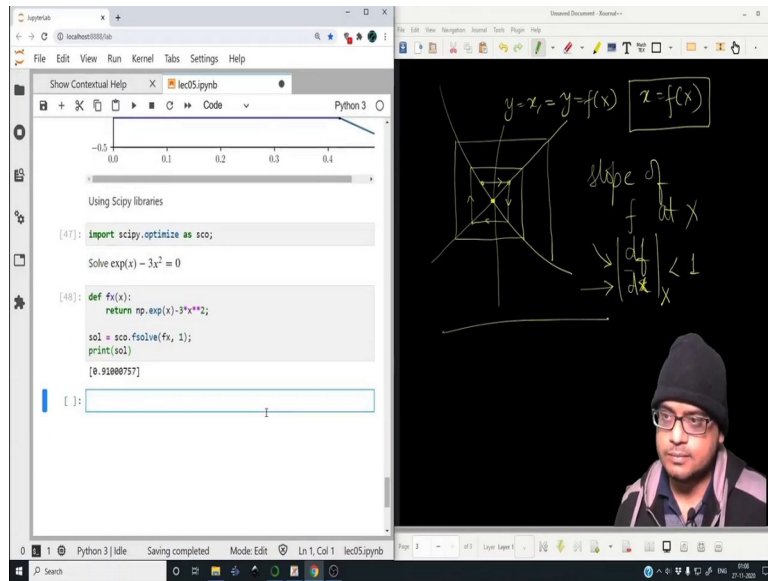 JupyterLab
localhost:8888/lab
File Edit View Run Kernel Tabs Settings Help
Show Contextual Help X lec05.ipynb
Code Python 3
-0.5
0.0 0.1 0.2 0.3 0.4
Using Scipy libraries
[47]: import scipy.optimize as sco;
Solve exp(x) − 3x² = 0
[48]: def fx(x):
return np.exp(x)-3*x**2;
sol = sco.fsolve(fx, 1);
print(sol)
[0.91000757]
[ ]:
0 1 Python 3 | Idle Saving completed Mode: Edit Ln 1, Col 1 lec05.ipynb
Search
Unsaved Document - Xournal++
File Edit View Navigation Journal Tools Plugin Help
y=x, = y=f(x) x=f(x)
slope of
f at x
|df/dx|x < 1
Page 3 of 3 Layer Layer 1
ENG 01:08
27-11-2020